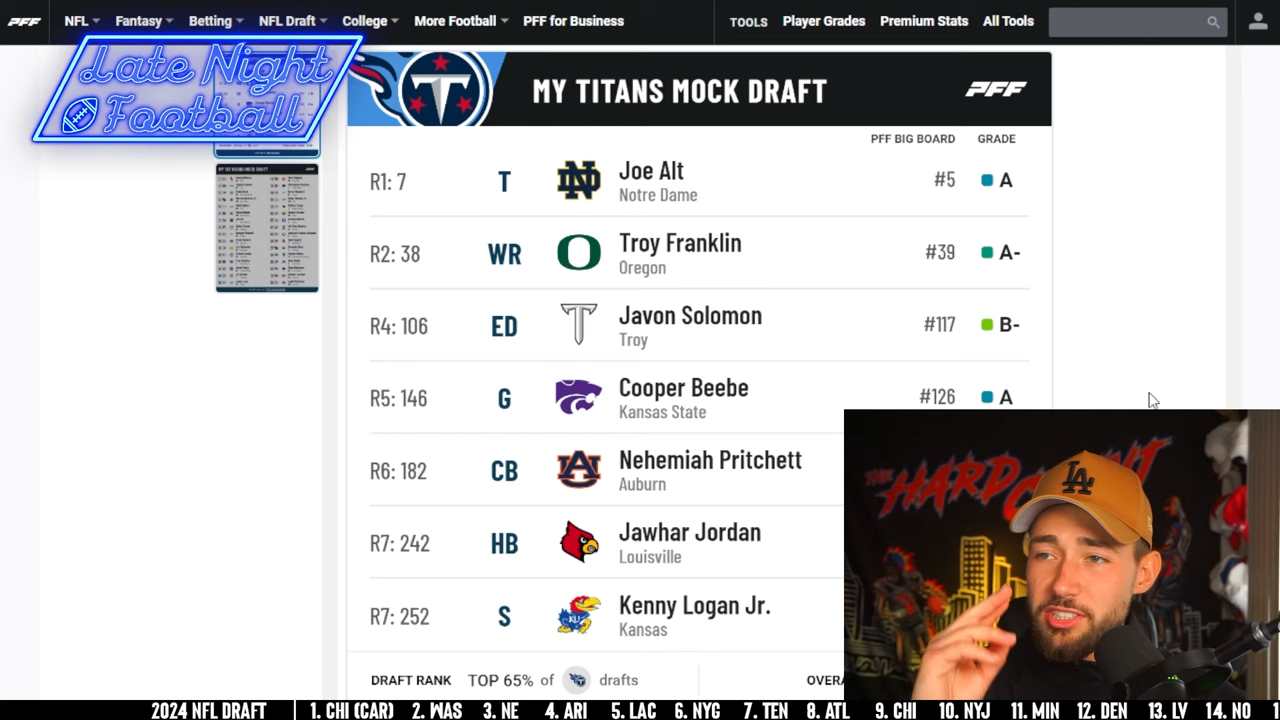 PFF NFL Fantasy Betting NFL Draft College More Football PFF for Business TOOLS Player Grades Premium Stats All Tools
Late Night
Football
MY TITANS MOCK DRAFT PFF
PFF BIG BOARD GRADE
R1: 7 T Joe Alt #5 A
Notre Dame
R2: 38 WR Troy Franklin #39 A-
Oregon
R4: 106 ED Javon Solomon #117 B-
Troy
R5: 146 G Cooper Beebe #126 A
Kansas State
R6: 182 CB Nehemiah Pritchett
Auburn
R7: 242 HB Jawhar Jordan
Louisville
R7: 252 S Kenny Logan Jr.
Kansas
DRAFT RANK TOP 65% of drafts
THE HARD COUNT
LA
2024 NFL DRAFT 1. CHI (CAR) 2. WAS 3. NE 4. ARI 5. LAC 6. NYG 7. TEN 8. ATL 9. CHI 10. NYJ 11. MIN 12. DEN 13. LV 14. NO